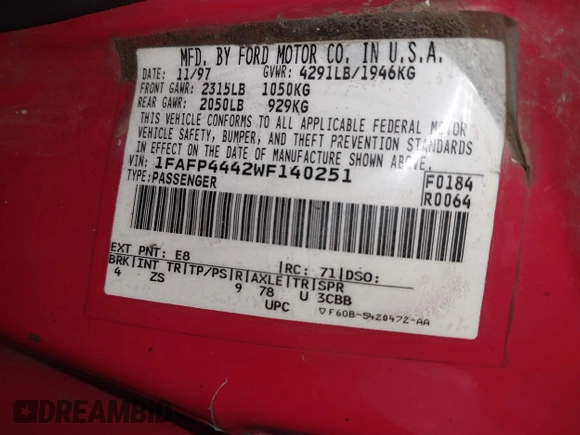 MFD. BY FORD MOTOR CO. IN U.S.A.
DATE: 11/97 GVWR: 4291LB/1946KG
FRONT GAWR: 2315LB 1050KG
REAR GAWR: 2050LB 929KG
THIS VEHICLE CONFORMS TO ALL APPLICABLE FEDERAL MOTOR
VEHICLE SAFETY, BUMPER, AND THEFT PREVENTION STANDARDS
IN EFFECT ON THE DATE OF MANUFACTURE SHOWN ABOVE.
VIN: 1FAFP4442WF140251 F0184
TYPE: PASSENGER R0064
EXT PNT: E8 RC: 71 DSO:
BRK INT TR TP/PS R AXLE TR SPR
4 ZS 9 78 U 3CBB
UPC ▽F60B-5420472-AA
DREAMBID